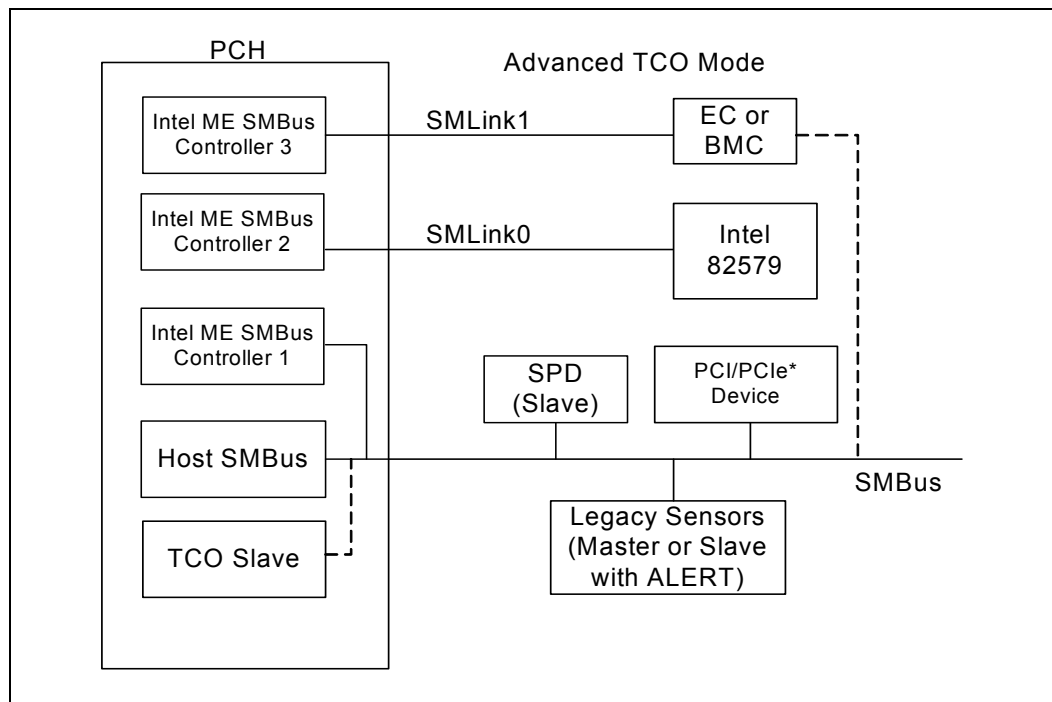 PCH
Advanced TCO Mode
Intel ME SMBus
Controller 3
SMLink1
EC or
BMC
Intel ME SMBus
Controller 2
SMLink0
Intel
82579
Intel ME SMBus
Controller 1
SPD
(Slave)
PCI/PCIe*
Device
Host SMBus
SMBus
TCO Slave
Legacy Sensors
(Master or Slave
with ALERT)